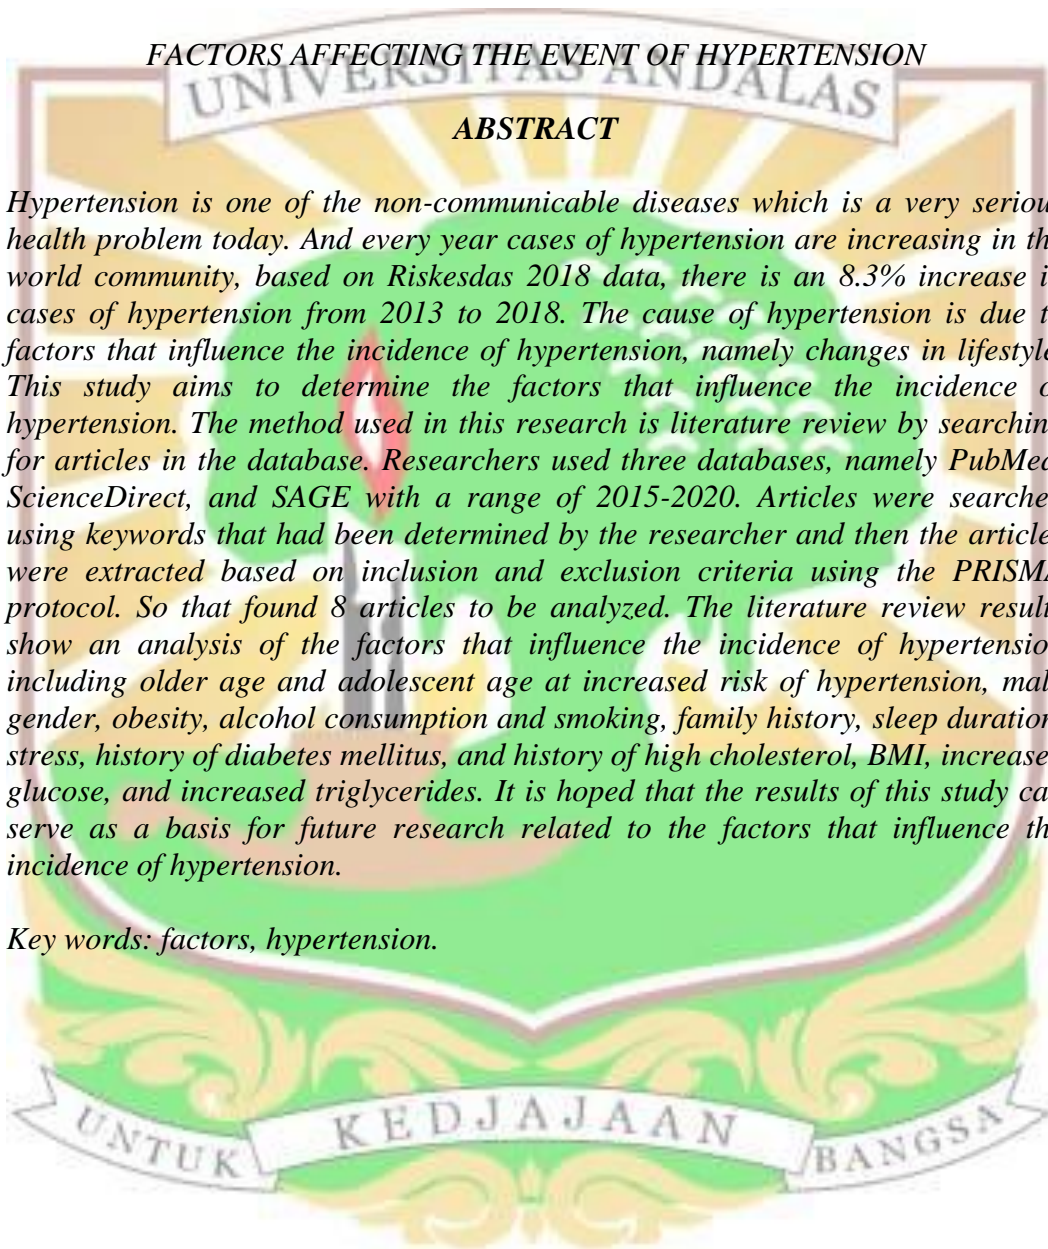 FACTORS AFFECTING THE EVENT OF HYPERTENSION
UNIVERSITAS ANDALAS
ABSTRACT
Hypertension is one of the non-communicable diseases which is a very seriou
health problem today. And every year cases of hypertension are increasing in th
world community, based on Riskesdas 2018 data, there is an 8.3% increase i
cases of hypertension from 2013 to 2018. The cause of hypertension is due t
factors that influence the incidence of hypertension, namely changes in lifestyle
This study aims to determine the factors that influence the incidence o
hypertension. The method used in this research is literature review by searchin
for articles in the database. Researchers used three databases, namely PubMed
ScienceDirect, and SAGE with a range of 2015-2020. Articles were searche
using keywords that had been determined by the researcher and then the article
were extracted based on inclusion and exclusion criteria using the PRISMA
protocol. So that found 8 articles to be analyzed. The literature review result
show an analysis of the factors that influence the incidence of hypertensio
including older age and adolescent age at increased risk of hypertension, mal
gender, obesity, alcohol consumption and smoking, family history, sleep duration
stress, history of diabetes mellitus, and history of high cholesterol, BMI, increase
glucose, and increased triglycerides. It is hoped that the results of this study ca
serve as a basis for future research related to the factors that influence th
incidence of hypertension.
Key words: factors, hypertension.
UNTUK KEDJAJAAN BANGSA